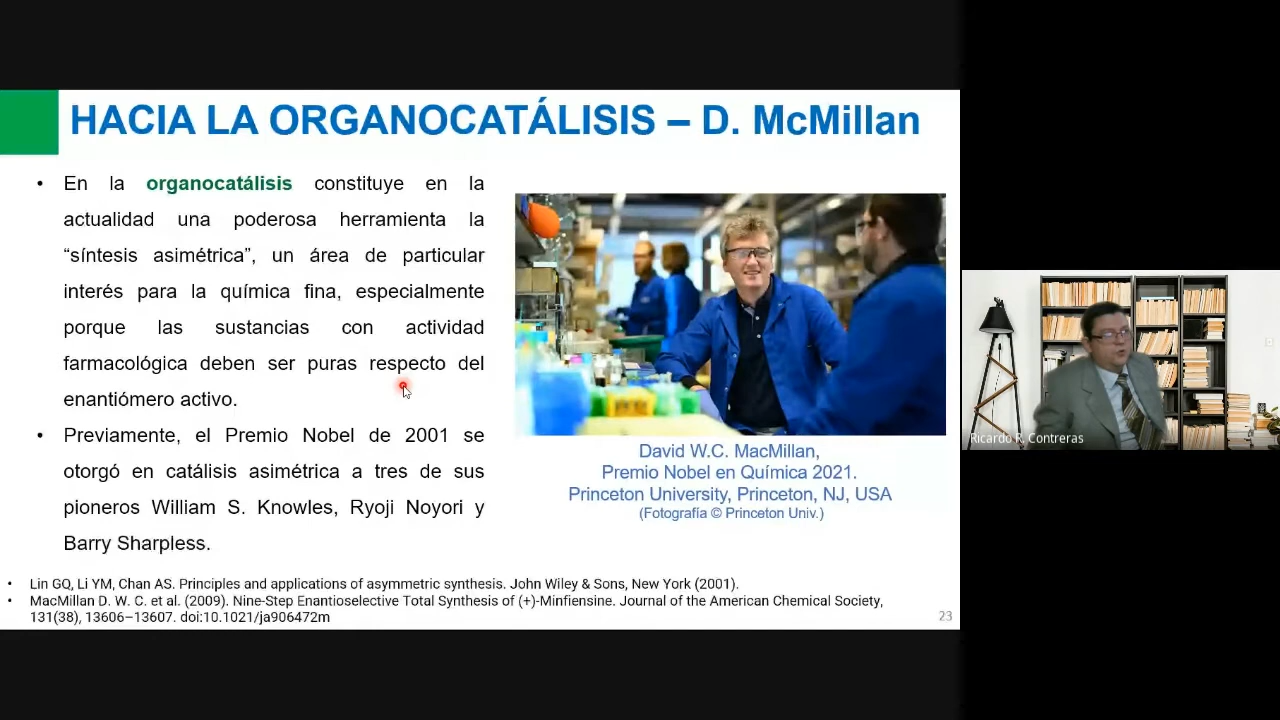 HACIA LA ORGANOCATÁLISIS – D. McMillan
• En la organocatálisis constituye en la
actualidad una poderosa herramienta la
“síntesis asimétrica”, un área de particular
interés para la química fina, especialmente
porque las sustancias con actividad
farmacológica deben ser puras respecto del
enantiómero activo.
• Previamente, el Premio Nobel de 2001 se
otorgó en catálisis asimétrica a tres de sus
pioneros William S. Knowles, Ryoji Noyori y
Barry Sharpless.
David W.C. MacMillan,
Premio Nobel en Química 2021.
Princeton University, Princeton, NJ, USA
(Fotografía © Princeton Univ.)
Ricardo R. Contreras
• Lin GQ, Li YM, Chan AS. Principles and applications of asymmetric synthesis. John Wiley & Sons, New York (2001).
• MacMillan D. W. C. et al. (2009). Nine-Step Enantioselective Total Synthesis of (+)-Minfiensine. Journal of the American Chemical Society,
131(38), 13606–13607. doi:10.1021/ja906472m
23